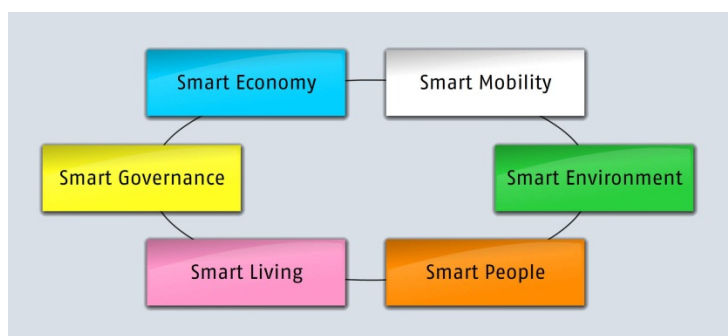 Smart Economy
Smart Mobility
Smart Governance
Smart Environment
Smart Living
Smart People